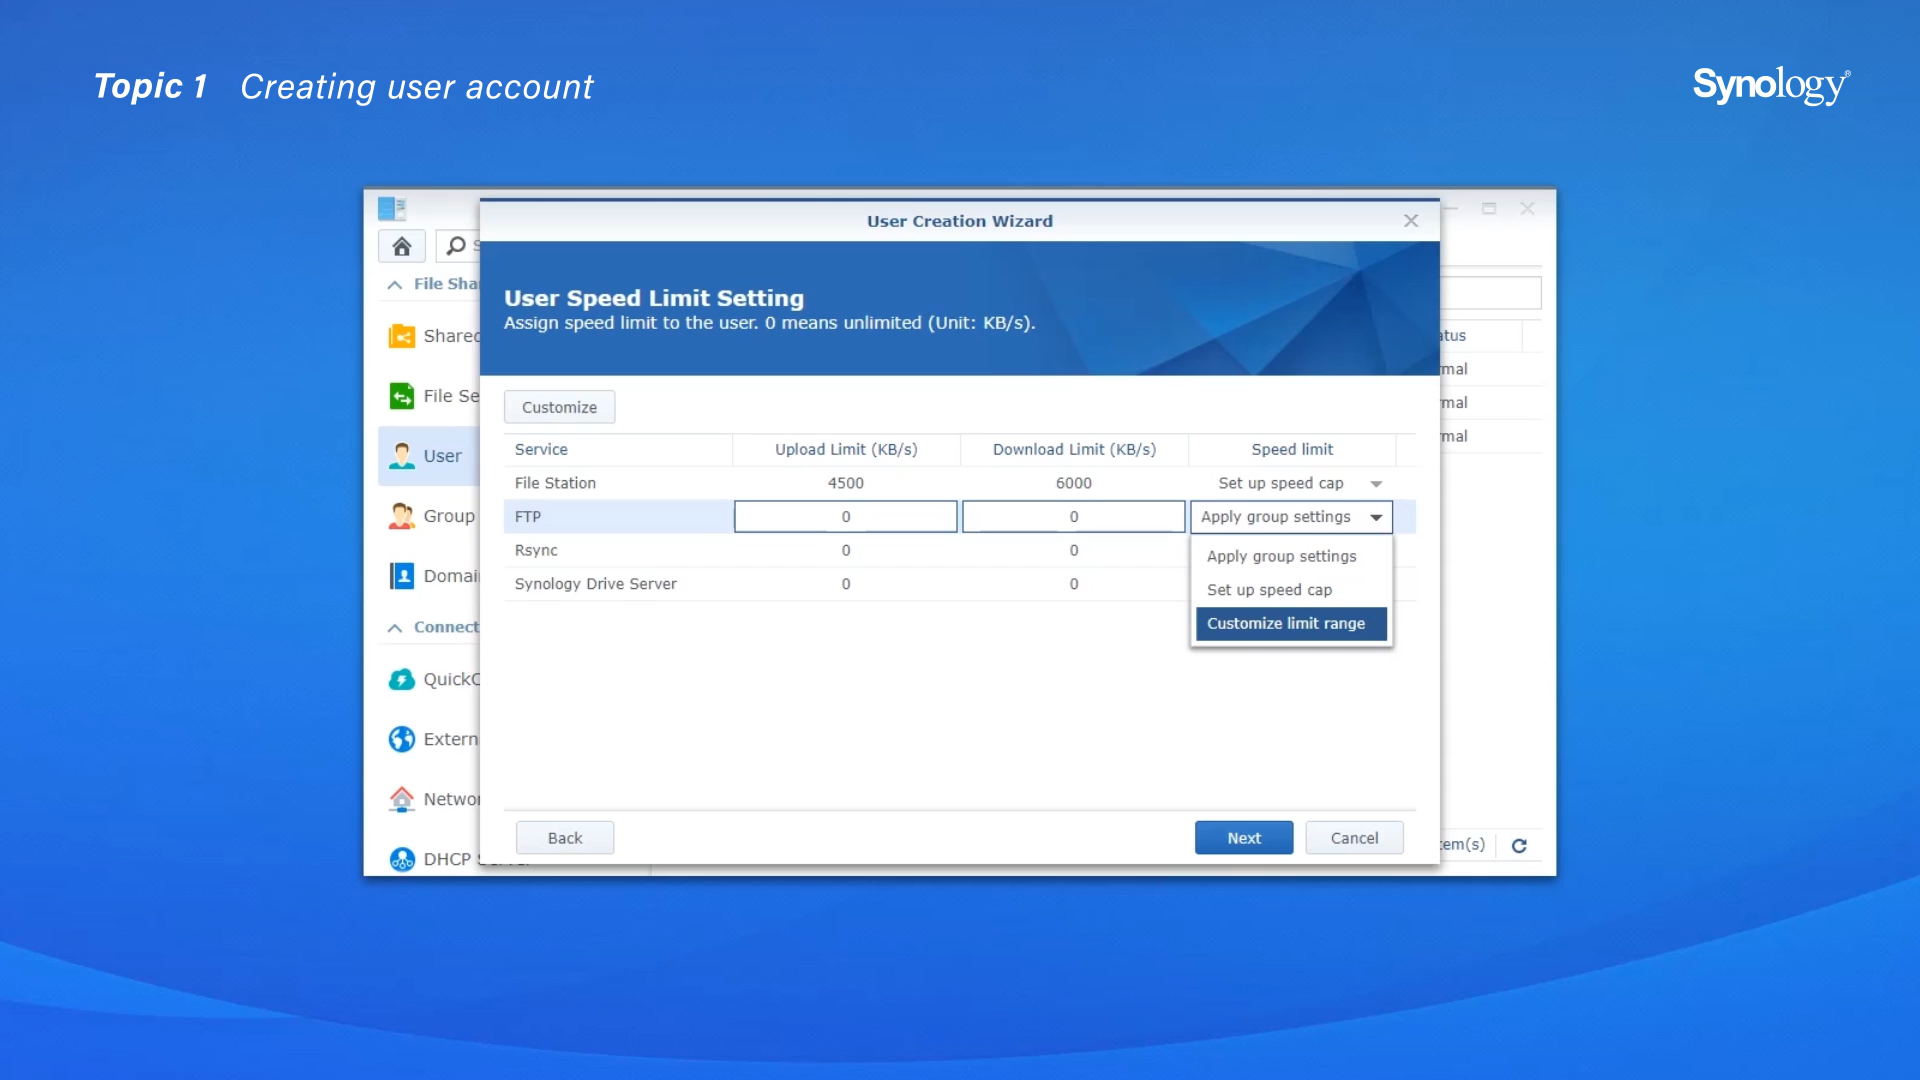 Topic 1 Creating user account
Synology
User Creation Wizard
File Sha
User Speed Limit Setting
Assign speed limit to the user. 0 means unlimited (Unit: KB/s).
Shared
File Se
User
Group
Domai
Connect
QuickC
Extern
Networ
DHCP
atus
mal
mal
mal
Customize
Service Upload Limit (KB/s) Download Limit (KB/s) Speed limit
File Station 4500 6000 Set up speed cap
FTP 0 0 Apply group settings
Rsync 0 0
Synology Drive Server 0 0
Apply group settings
Set up speed cap
Customize limit range
Back Next Cancel
em(s)